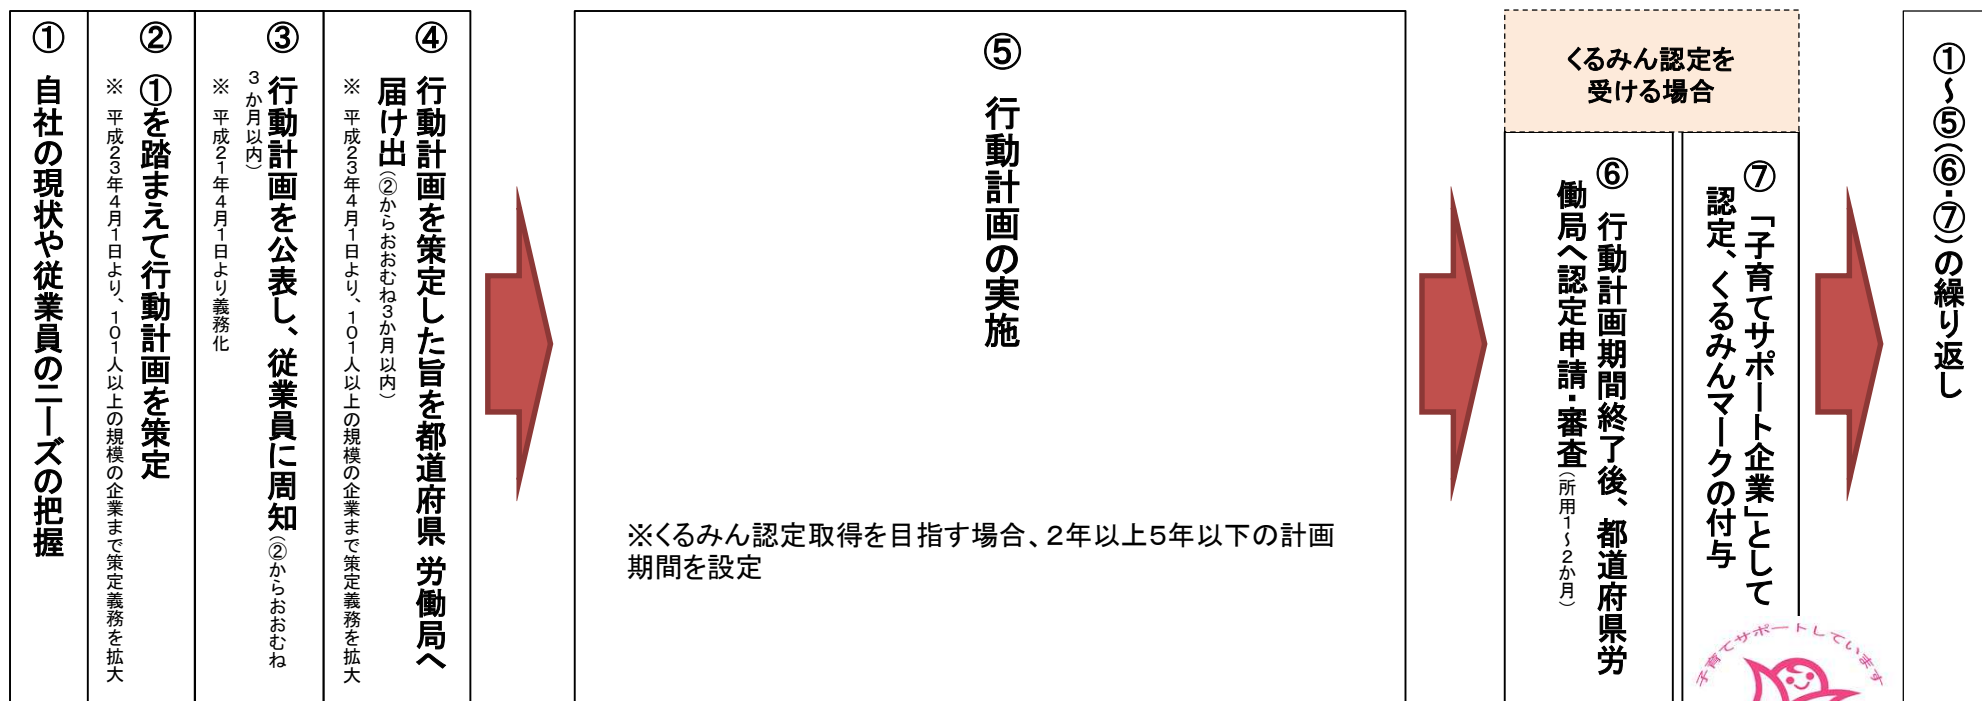 ① 自社の現状や従業員のニーズの把握
② ①を踏まえて行動計画を策定
※ 平成23年4月1日より、101人以上の規模の企業まで策定義務を拡大
③ 行動計画を公表し、従業員に周知(②からおおむね
3か月以内)
※ 平成21年4月1日より義務化
④ 行動計画を策定した旨を都道府県 労働局へ
届け出(②からおおむね3か月以内)
※ 平成23年4月1日より、101人以上の規模の企業まで策定義務を拡大
⑤ 行動計画の実施
※くるみん認定取得を目指す場合、2年以上5年以下の計画
期間を設定
くるみん認定を
受ける場合
⑥ 行動計画期間終了後、都道府県労
働局へ認定申請・審査(所用1~2か月)
⑦ 「子育てサポート企業」として
認定、くるみんマークの付与
子育てサポートしています
①~⑤(⑥・⑦)の繰り返し